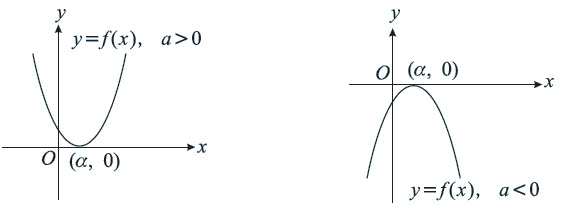 y
y=f(x), a>0
x
O (α, 0)
y
O (α, 0)
x
y=f(x), a<0